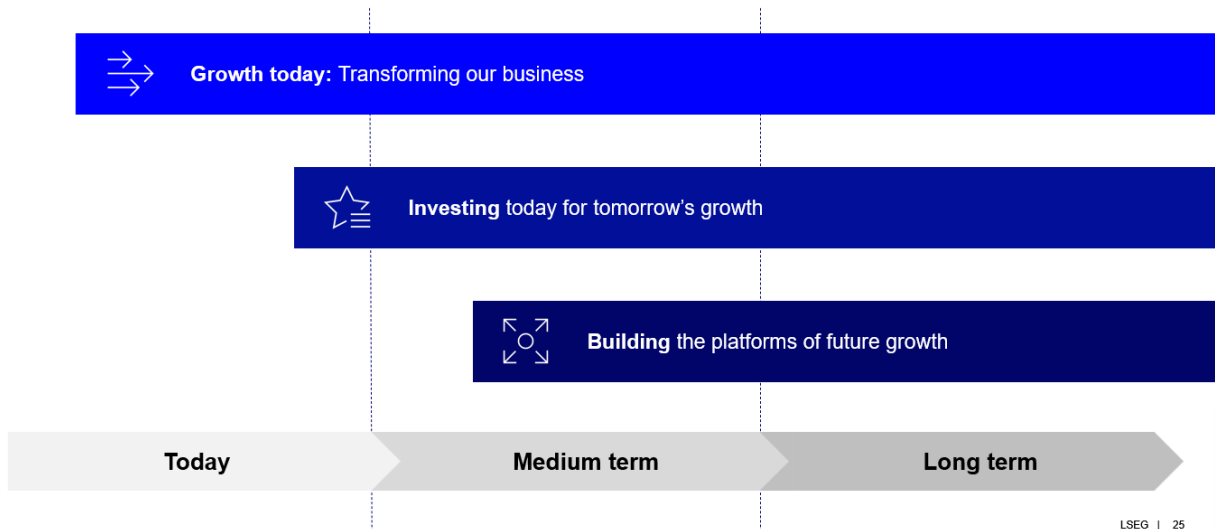 Growth today: Transforming our business
Investing today for tomorrow’s growth
Building the platforms of future growth
Today
Medium term
Long term
LSEG | 25